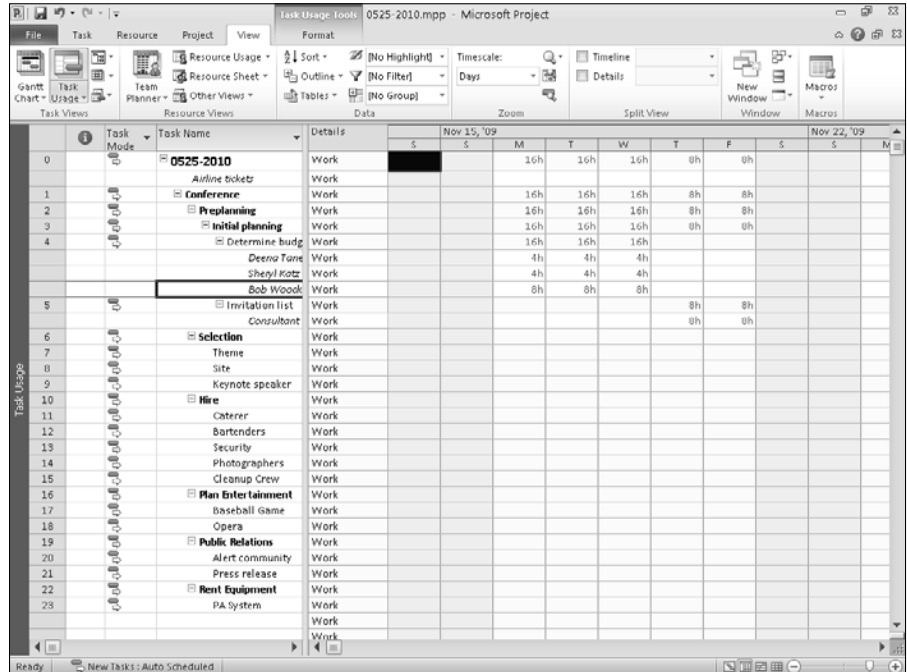 Task Usage Tools 0525-2010.mpp - Microsoft Project
File Task Resource Project View Format
Gantt Chart
Task Usage
Task Views
Team Planner
Resource Usage
Resource Sheet
Other Views
Resource Views
Sort
Outline
Tables
[No Highlight]
[No Filter]
[No Group]
Data
Timescale:
Days
Zoom
Timeline
Details
Split View
New Window
Window
Macros
Macros
Task Mode Task Name Details Nov 15, '09 Nov 22, '09
S S M T W T F S S M
0 0525-2010 Work 16h 16h 16h 8h 8h
Airline tickets Work
1 Conference Work 16h 16h 16h 8h 8h
2 Preplanning Work 16h 16h 16h 8h 8h
3 Initial planning Work 16h 16h 16h 8h 8h
4 Determine budg Work 16h 16h 16h
Deena Tane Work 4h 4h 4h
Sheryl Katz Work 4h 4h 4h
Bob Woodk Work 8h 8h 8h
5 Invitation list Work 8h 8h
Consultant Work 8h 8h
6 Selection Work
7 Theme Work
8 Site Work
9 Keynote speaker Work
10 Hire Work
11 Caterer Work
12 Bartenders Work
13 Security Work
14 Photographers Work
15 Cleanup Crew Work
16 Plan Entertainment Work
17 Baseball Game Work
18 Opera Work
19 Public Relations Work
20 Alert community Work
21 Press release Work
22 Rent Equipment Work
23 PA System Work
Work
Work
Task Usage
Ready New Tasks : Auto Scheduled